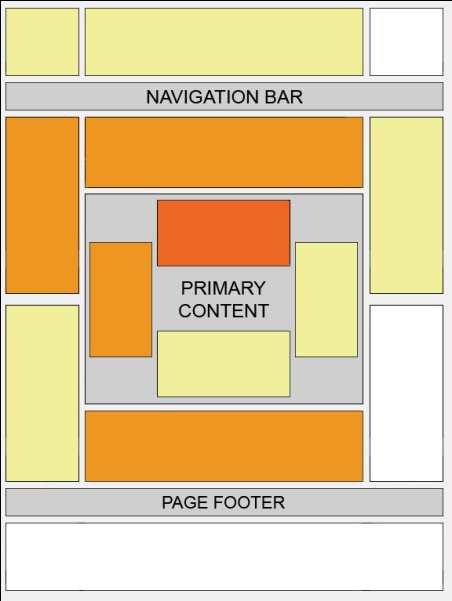 NAVIGATION BAR
PRIMARY
CONTENT
PAGE FOOTER